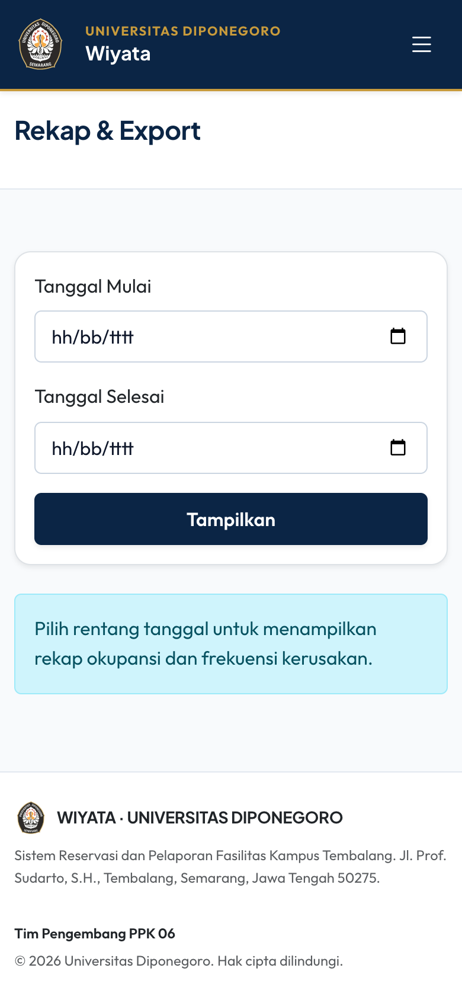 UNIVERSITAS DIPONEGORO
SEMARANG
UNIVERSITAS DIPONEGORO
Wiyata
Rekap & Export
Tanggal Mulai
hh/bb/tttt
Tanggal Selesai
hh/bb/tttt
Tampilkan
Pilih rentang tanggal untuk menampilkan
rekap okupansi dan frekuensi kerusakan.
UNIVERSITAS DIPONEGORO
SEMARANG
WIYATA · UNIVERSITAS DIPONEGORO
Sistem Reservasi dan Pelaporan Fasilitas Kampus Tembalang. Jl. Prof.
Sudarto, S.H., Tembalang, Semarang, Jawa Tengah 50275.
Tim Pengembang PPK 06
© 2026 Universitas Diponegoro. Hak cipta dilindungi.